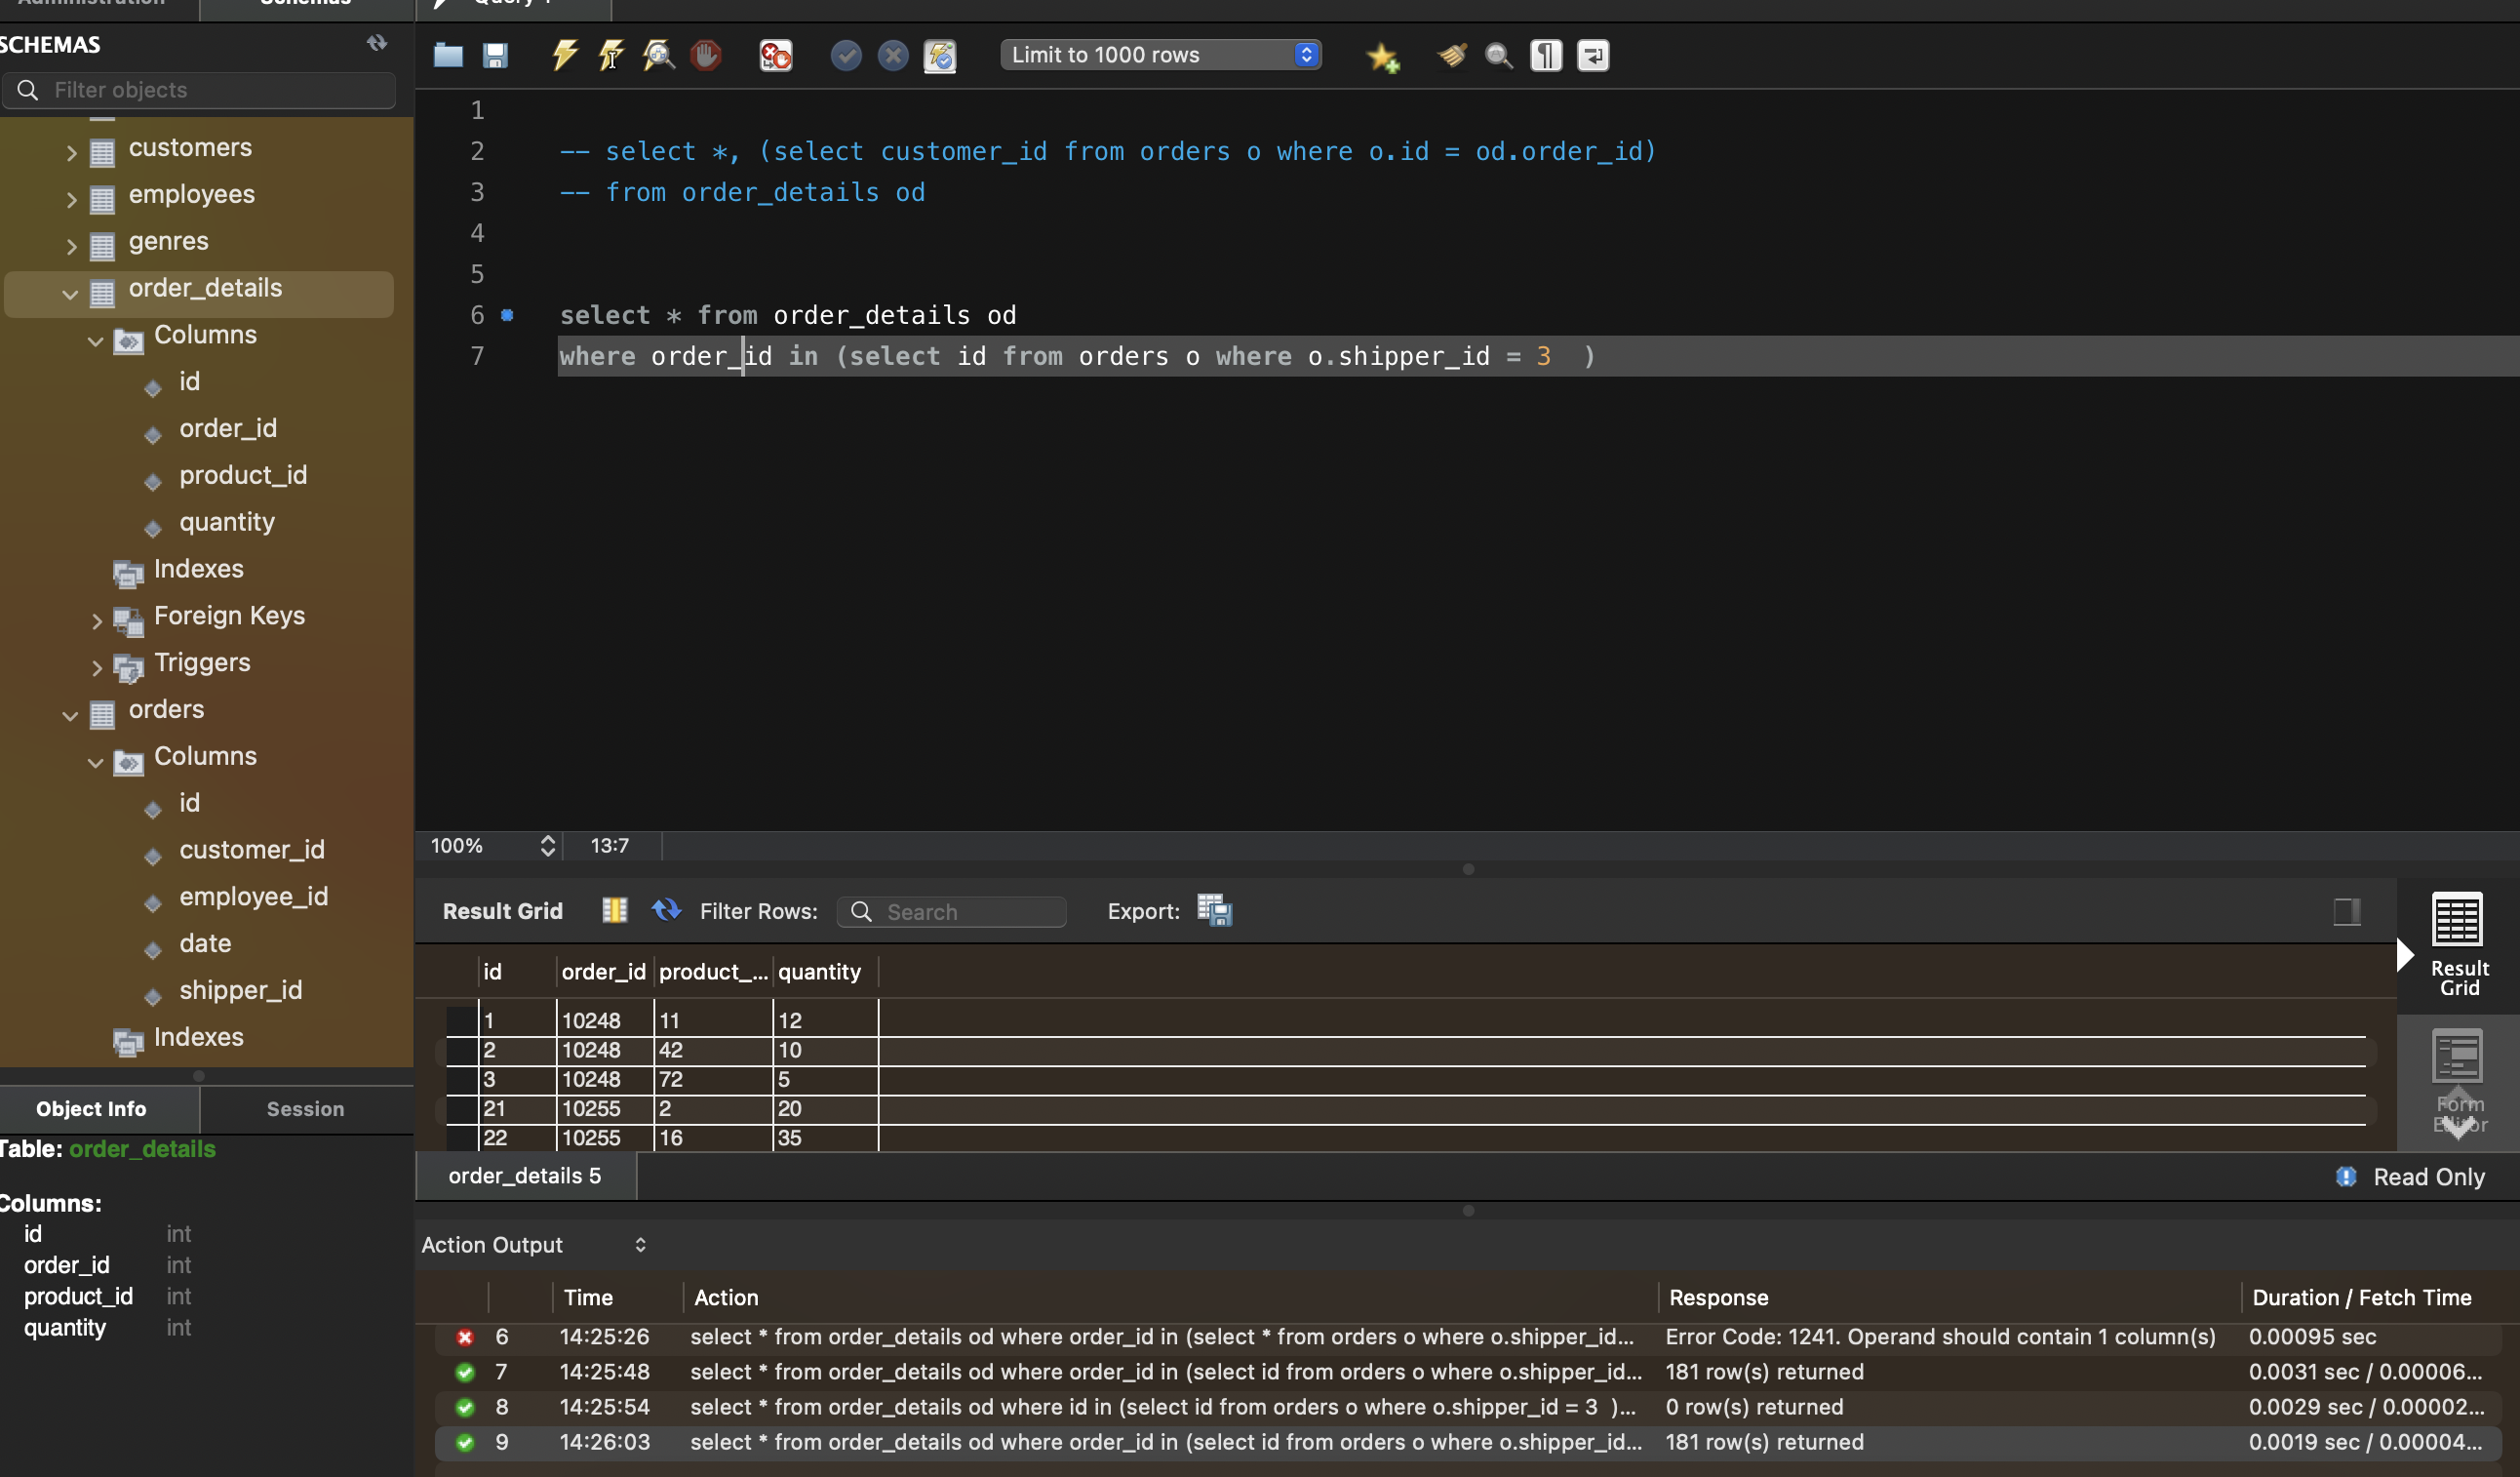 Administration
Schemas
Query 1
SCHEMAS
Filter objects
customers
employees
genres
order_details
Columns
id
order_id
product_id
quantity
Indexes
Foreign Keys
Triggers
orders
Columns
id
customer_id
employee_id
date
shipper_id
Indexes
Object Info
Session
Table: order_details
Columns:
id int
order_id int
product_id int
quantity int
Limit to 1000 rows
1
2 -- select *, (select customer_id from orders o where o.id = od.order_id)
3 -- from order_details od
4
5
6 select * from order_details od
7 where order_id in (select id from orders o where o.shipper_id = 3  )
100% 13:7
Result Grid Filter Rows: Search Export:
id order_id product_... quantity
1 10248 11 12
2 10248 42 10
3 10248 72 5
21 10255 2 20
22 10255 16 35
Result
Grid
Form
Editor
order_details 5
Read Only
Action Output
Time Action Response Duration / Fetch Time
6 14:25:26 select * from order_details od where order_id in (select * from orders o where o.shipper_id... Error Code: 1241. Operand should contain 1 column(s) 0.00095 sec
7 14:25:48 select * from order_details od where order_id in (select id from orders o where o.shipper_id... 181 row(s) returned 0.0031 sec / 0.00006...
8 14:25:54 select * from order_details od where id in (select id from orders o where o.shipper_id = 3  )... 0 row(s) returned 0.0029 sec / 0.00002...
9 14:26:03 select * from order_details od where order_id in (select id from orders o where o.shipper_id... 181 row(s) returned 0.0019 sec / 0.00004...